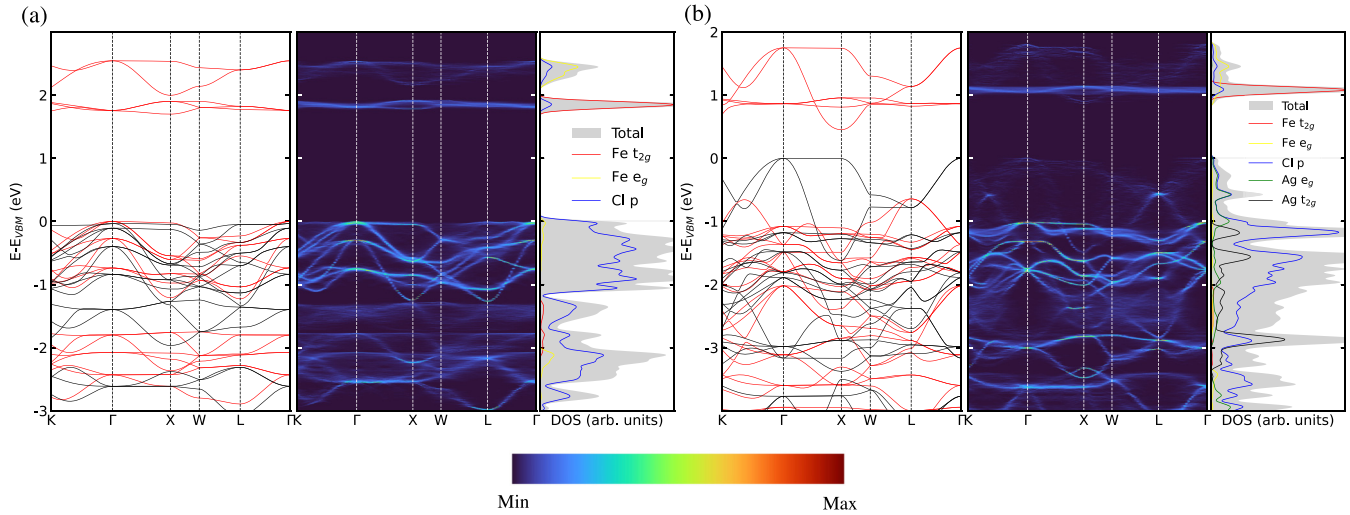 (a)
(b)
E-E_VBM (eV)
2
1
0
-1
-2
-3
K Γ X W L Γ
K Γ X W L Γ
DOS (arb. units)
Total
Fe t2g
Fe eg
Cl p
E-E_VBM (eV)
2
1
0
-1
-2
-3
K Γ X W L Γ
K Γ X W L Γ
DOS (arb. units)
Total
Fe t2g
Fe eg
Cl p
Ag eg
Ag t2g
Min
Max